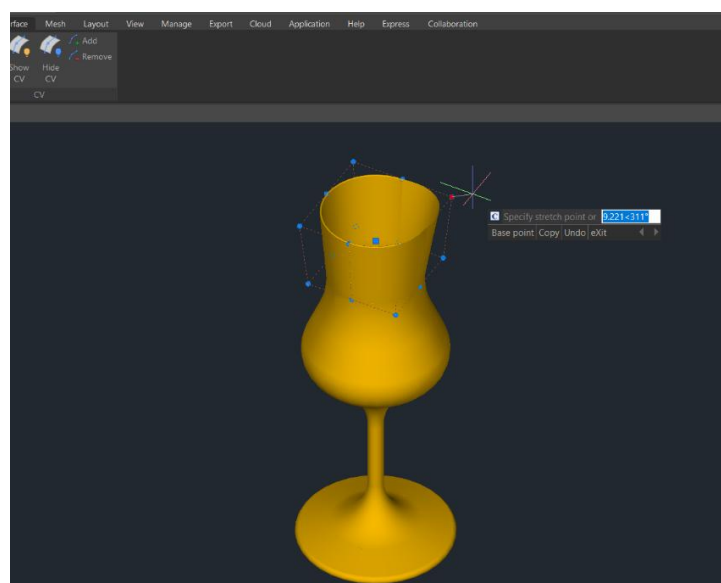 rface Mesh Layout View Manage Export Cloud Application Help Express Collaboration
Add
Remove
Show CV
Hide CV
CV
Specify stretch point or 9.221<311°
Base point Copy Undo eXit